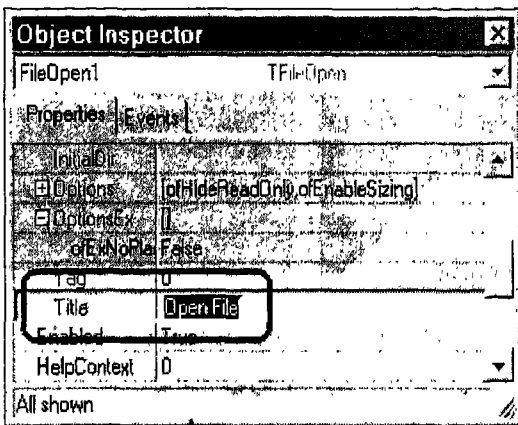 Object Inspector
FileOpen1 TFileOpen
Properties Events
InitialDir
Options [ofHideReadOnly,ofEnableSizing]
OptionsEx []
ofExNoPla False
Tag 0
Title Open File
Enabled True
HelpContext 0
All shown